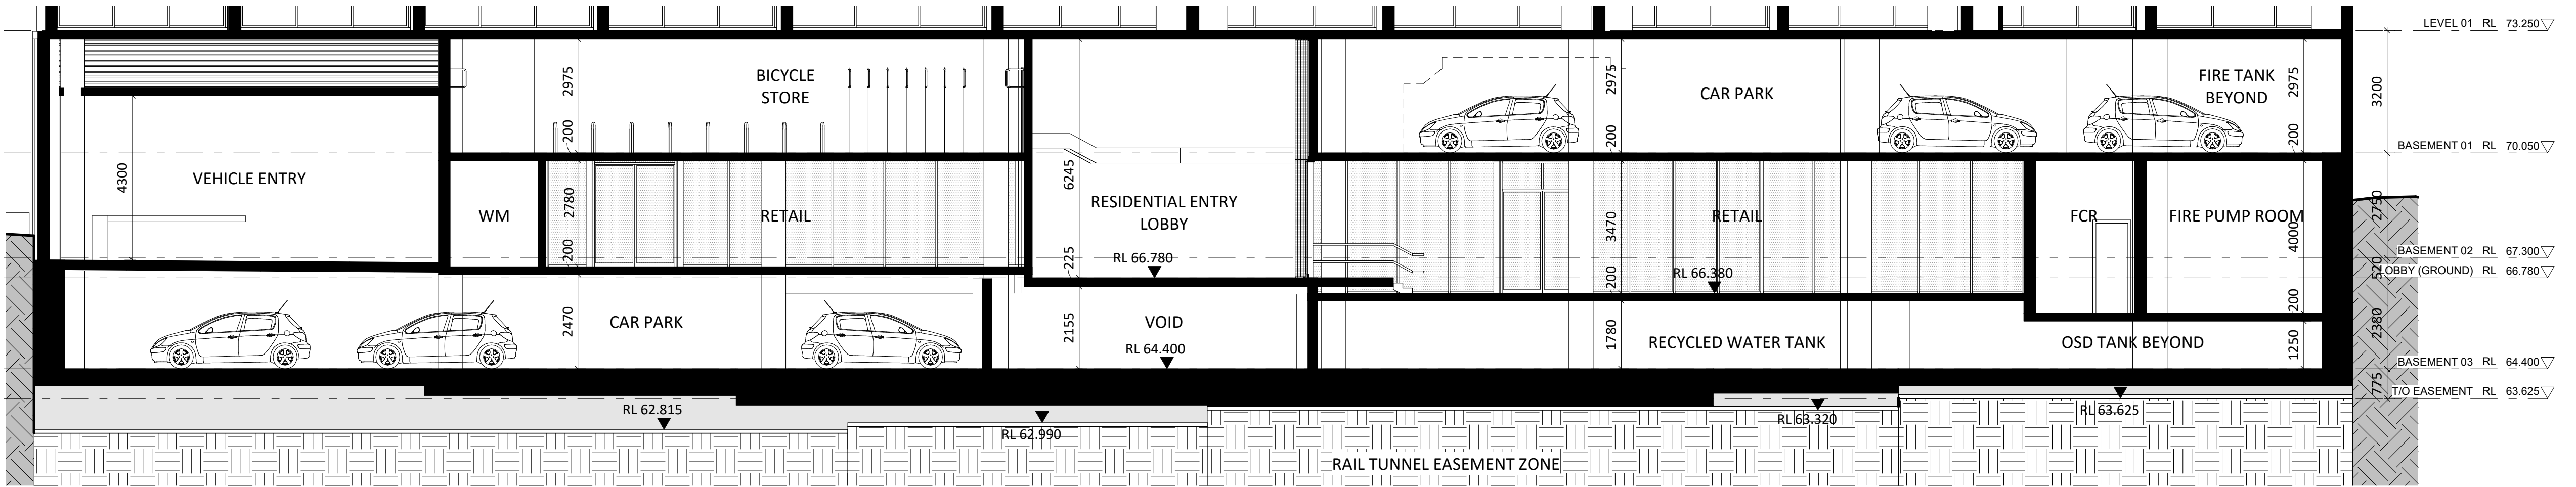 LEVEL 01 RL 73.250
BICYCLE
STORE
2975
200
2975
200
CAR PARK
FIRE TANK
BEYOND
2975
200
3200
BASEMENT 01 RL 70.050
4300
VEHICLE ENTRY
WM
2780
200
RETAIL
6245
225
RESIDENTIAL ENTRY
LOBBY
RL 66.780
3470
200
RETAIL
RL 66.380
FCR
FIRE PUMP ROOM
4000
200
2750
BASEMENT 02 RL 67.300
520
LOBBY (GROUND) RL 66.780
2470
CAR PARK
2155
VOID
RL 64.400
1780
RECYCLED WATER TANK
OSD TANK BEYOND
1250
2380
BASEMENT 03 RL 64.400
775
T/O EASEMENT RL 63.625
RL 62.815
RL 62.990
RL 63.320
RL 63.625
RAIL TUNNEL EASEMENT ZONE